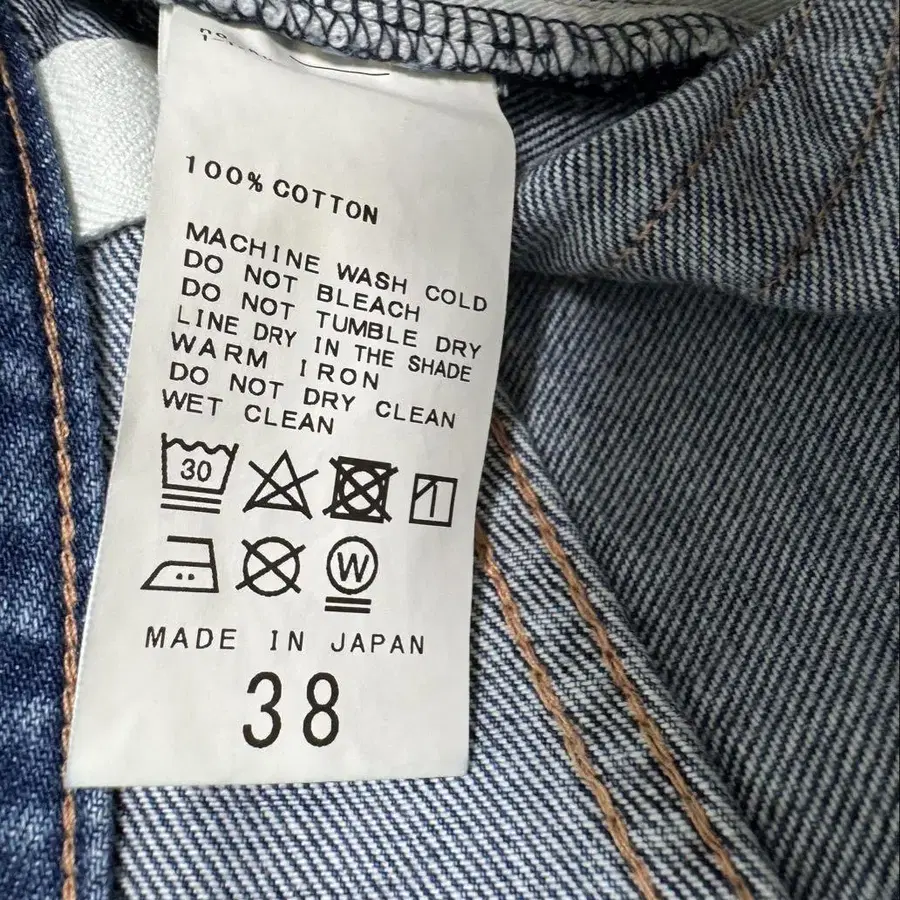 100% COTTON
MACHINE WASH COLD
DO NOT BLEACH
DO NOT TUMBLE DRY
LINE DRY IN THE SHADE
WARM IRON
DO NOT DRY CLEAN
WET CLEAN
30
W
MADE IN JAPAN
38